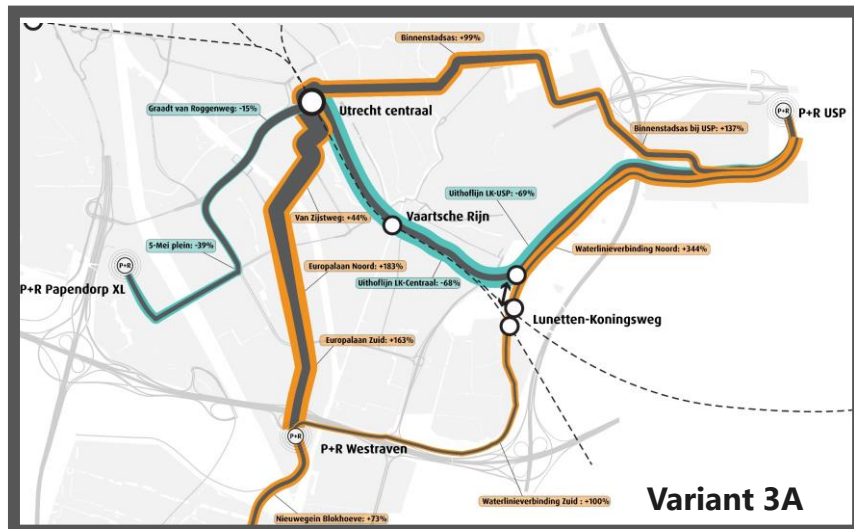 Binnenstadsas: +99%
Graadt van Roggenweg: -15%
Utrecht centraal
P+R
P+R USP
Binnenstadsas bij USP: +137%
Uithoflijn LK-USP: -69%
Van Zijstweg: +44%
Vaartsche Rijn
5-Mei plein: -39%
Waterlinieverbinding Noord: +344%
P+R
Europalaan Noord: +183%
P+R Papendorp XL
Uithoflijn LK-Centraal: -68%
Lunetten-Koningsweg
Europalaan Zuid: +163%
P+R
P+R Westraven
Waterlinieverbinding Zuid : +100%
Variant 3A
Nieuwegein Blokhoeve: +73%